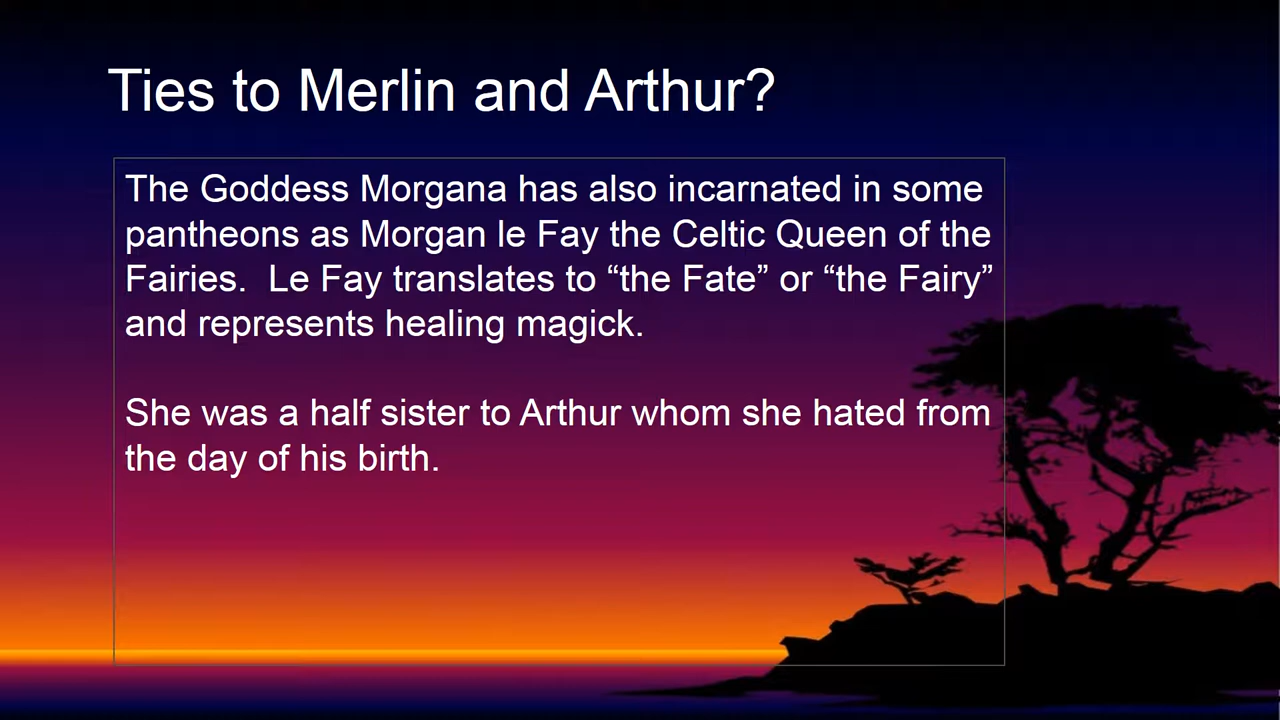 Ties to Merlin and Arthur?
The Goddess Morgana has also incarnated in some
pantheons as Morgan le Fay the Celtic Queen of the
Fairies.  Le Fay translates to “the Fate” or “the Fairy”
and represents healing magick.
She was a half sister to Arthur whom she hated from
the day of his birth.